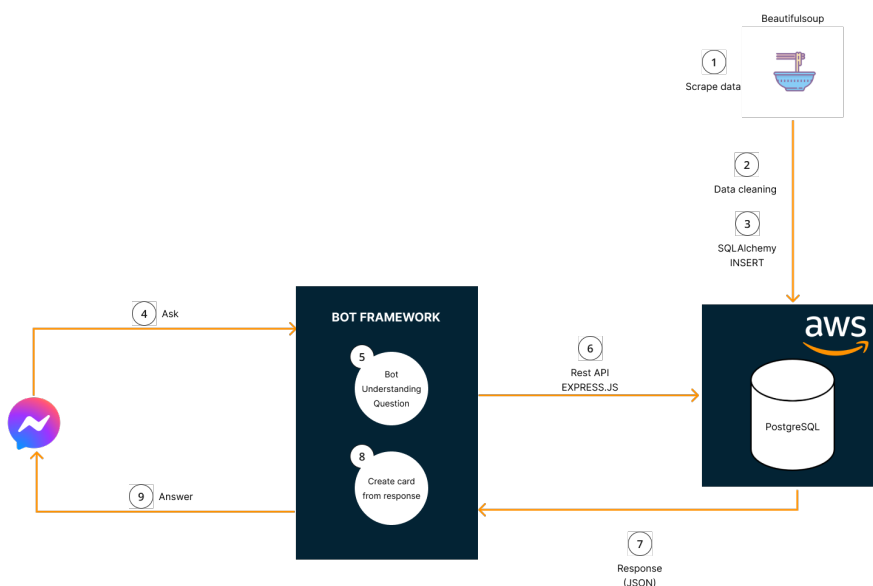 Beautifulsoup
1
Scrape data
2
Data cleaning
3
SQLAlchemy
INSERT
4 Ask
BOT FRAMEWORK
5
Bot
Understanding
Question
6
Rest API
EXPRESS.JS
aws
PostgreSQL
8
Create card
from response
9 Answer
7
Response
(JSON)